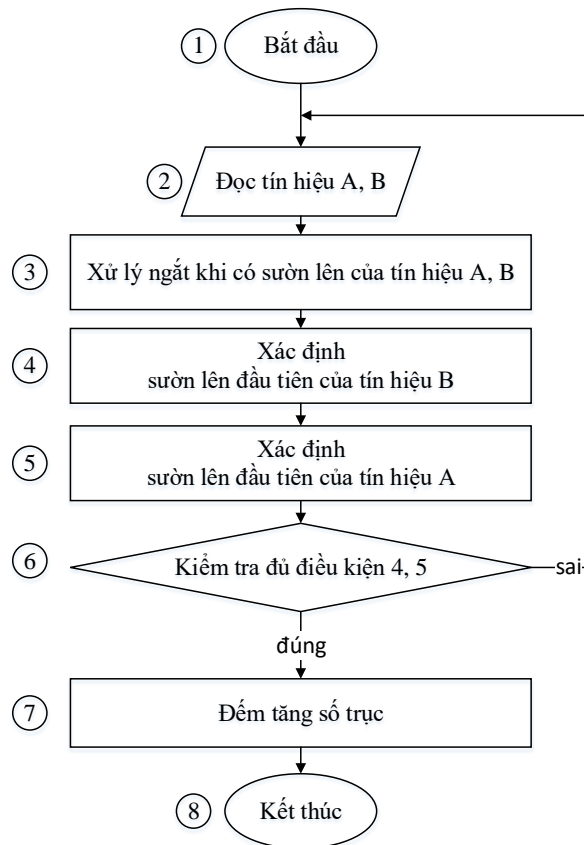 1 Bắt đầu
2 Đọc tín hiệu A, B
3 Xử lý ngắt khi có sườn lên của tín hiệu A, B
4 Xác định
sườn lên đầu tiên của tín hiệu B
5 Xác định
sườn lên đầu tiên của tín hiệu A
6 Kiểm tra đủ điều kiện 4, 5
sai
đúng
7 Đếm tăng số trục
8 Kết thúc